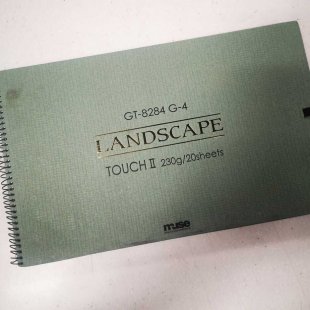 GT-8284 G-4
LANDSCAPE
TOUCH II 230g/20sheets
muse